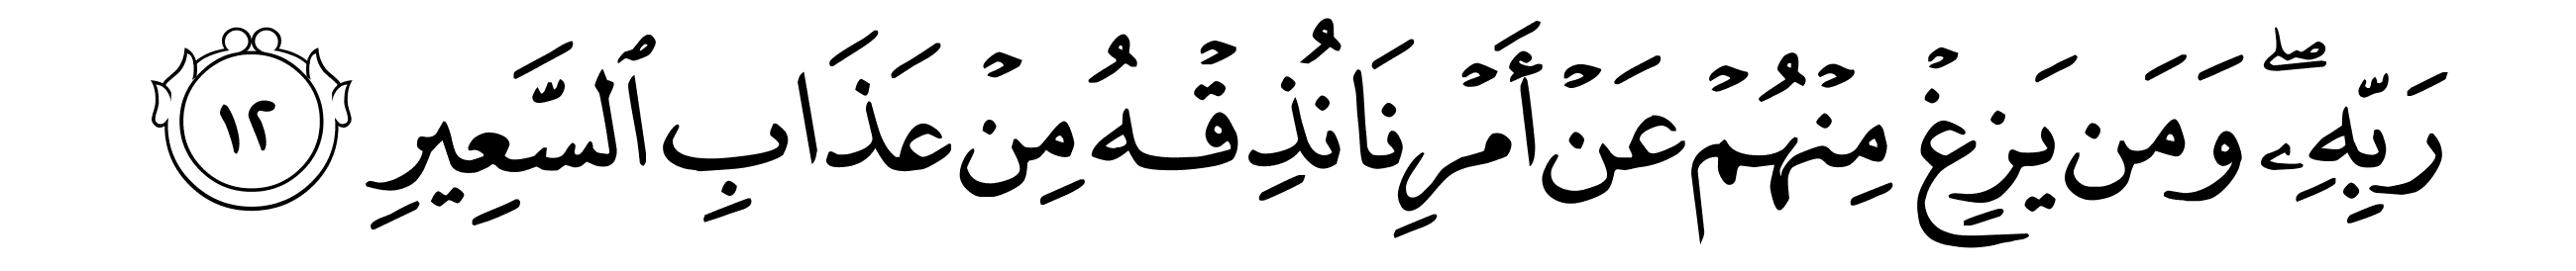 رَبِّهِۦۖ وَمَن يَزِغۡ مِنۡهُمۡ عَنۡ أَمۡرِنَا نُذِقۡهُ مِنۡ عَذَابِ ٱلسَّعِيرِ ١٢